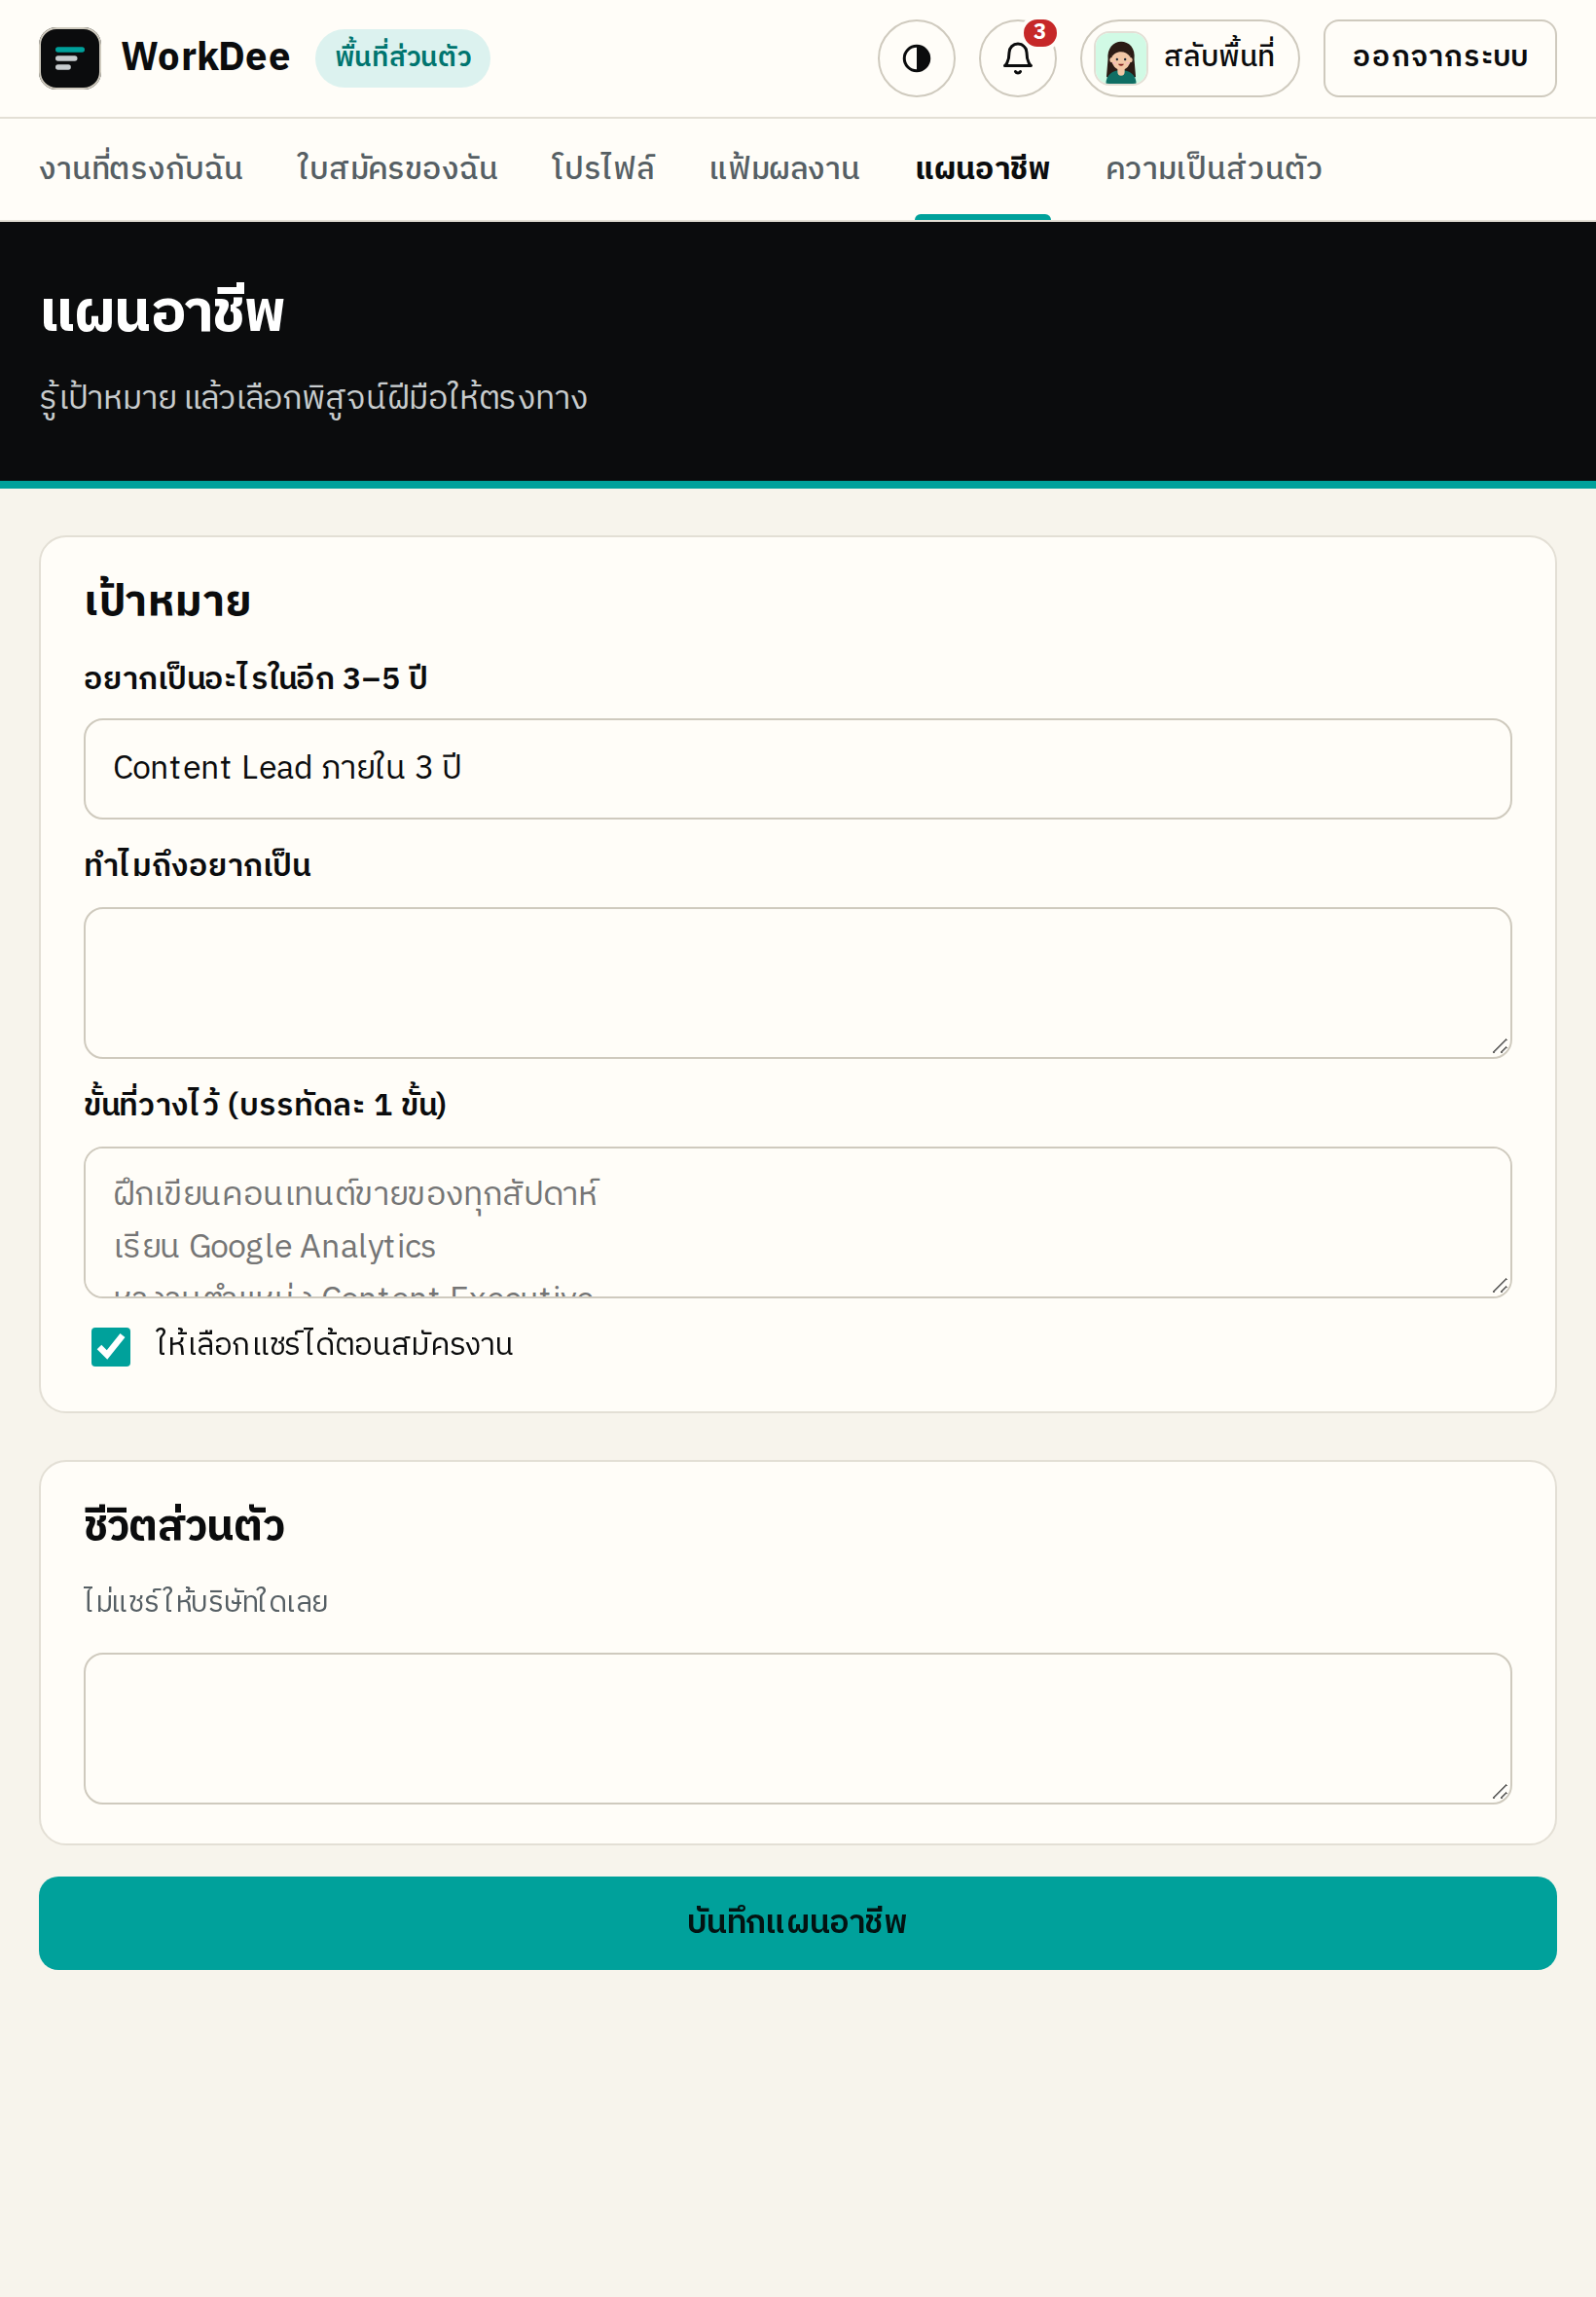 WorkDee
พื้นที่ส่วนตัว
3
สลับพื้นที่
ออกจากระบบ
งานที่ตรงกับฉัน
ใบสมัครของฉัน
โปรไฟล์
แฟ้มผลงาน
แผนอาชีพ
ความเป็นส่วนตัว
แผนอาชีพ
รู้เป้าหมาย แล้วเลือกพิสูจน์ฝีมือให้ตรงทาง
เป้าหมาย
อยากเป็นอะไรในอีก 3–5 ปี
Content Lead ภายใน 3 ปี
ทำไมถึงอยากเป็น
ขั้นที่วางไว้ (บรรทัดละ 1 ขั้น)
ฝึกเขียนคอนเทนต์ขายของทุกสัปดาห์
เรียน Google Analytics
หางานตำแหน่ง Content Executive
ให้เลือกแชร์ได้ตอนสมัครงาน
ชีวิตส่วนตัว
ไม่แชร์ให้บริษัทใดเลย
บันทึกแผนอาชีพ